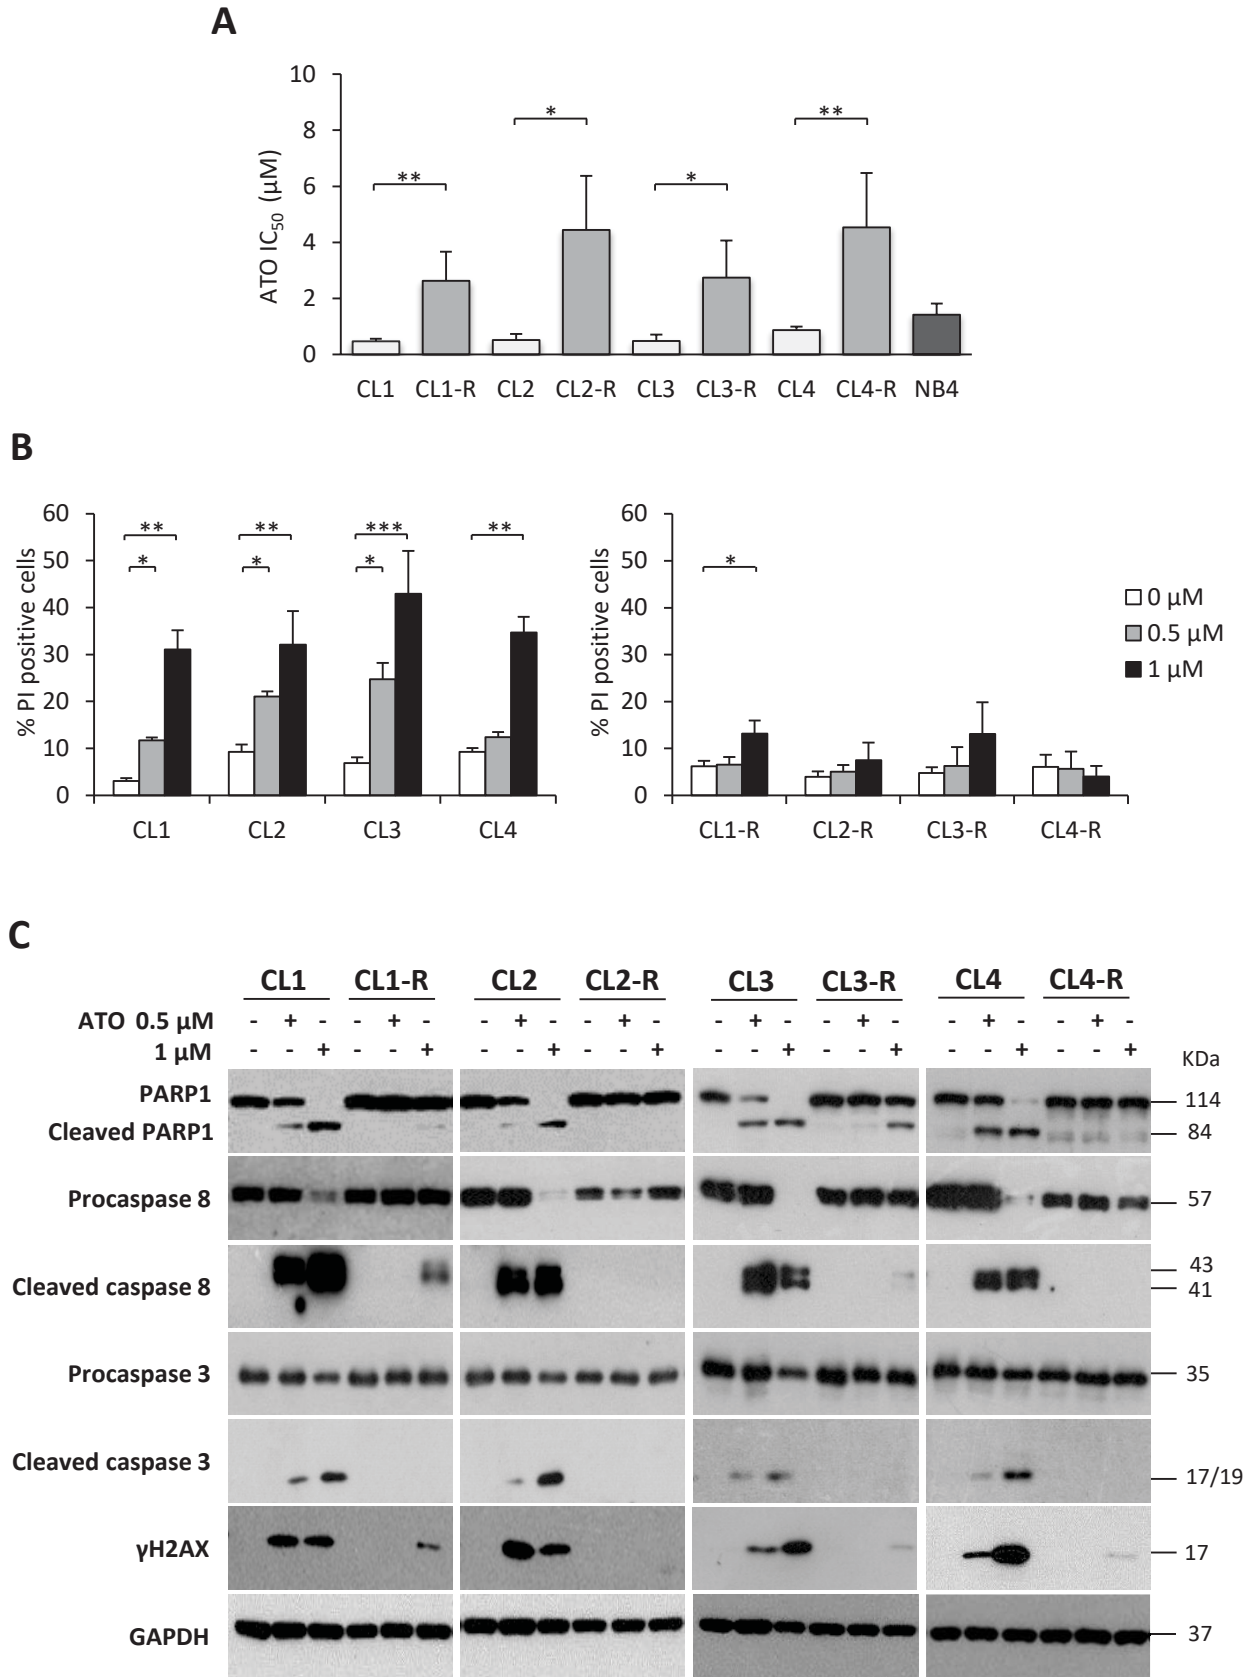 A
10
8
6
4
2
0
ATO IC50 (μM)
**
*
*
**
CL1 CL1-R CL2 CL2-R CL3 CL3-R CL4 CL4-R NB4
B
60
50
40
30
20
10
0
% PI positive cells
** ** *** **
* * *
CL1 CL2 CL3 CL4
60
50
40
30
20
10
0
% PI positive cells
*
CL1-R CL2-R CL3-R CL4-R
0 μM
0.5 μM
1 μM
C
CL1 CL1-R CL2 CL2-R CL3 CL3-R CL4 CL4-R
ATO 0.5 μM - + - - + - - + - - + - - + - - + - - + - - + -
1 μM - - + - - + - - + - - + - - + - - + - - + - - +
KDa
PARP1 114
Cleaved PARP1 84
Procaspase 8 57
Cleaved caspase 8 43
41
Procaspase 3 35
Cleaved caspase 3 17/19
γH2AX 17
GAPDH 37